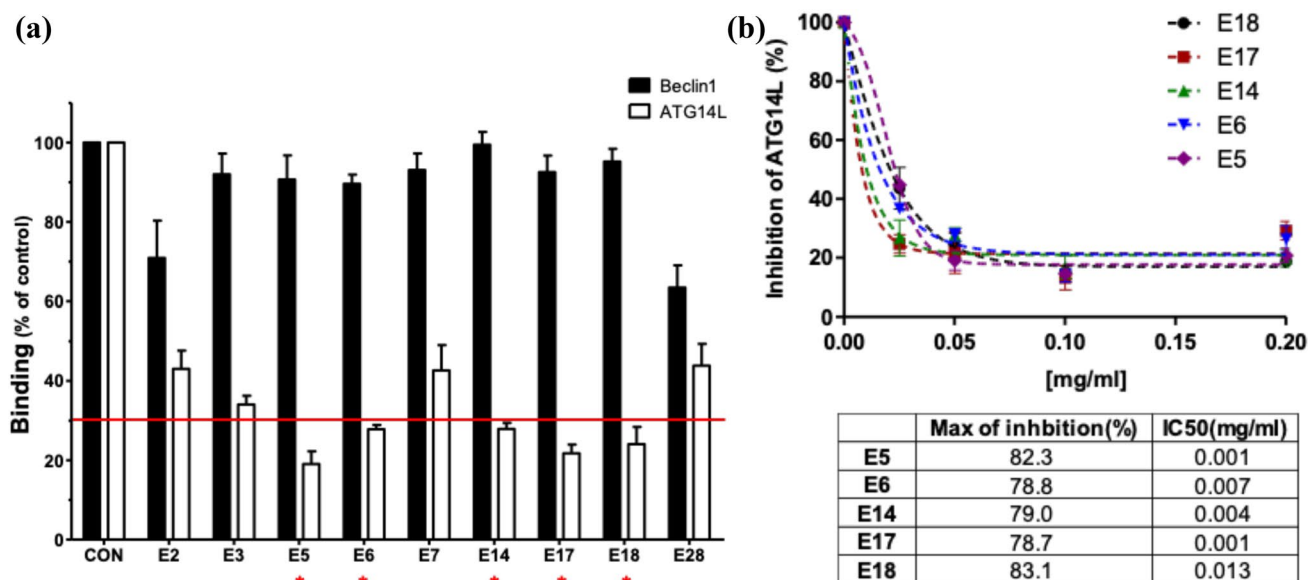 (a)
Beclin1
ATG14L
Binding (% of control)
100
80
60
40
20
0
CON E2 E3 E5 E6 E7 E14 E17 E18 E28
* * * * *
(b)
Inhibtion of ATG14L (%)
100
80
60
40
20
0
E18
E17
E14
E6
E5
0.00 0.05 0.10 0.15 0.20
[mg/ml]
Max of inhbition(%) IC50(mg/ml)
E5 82.3 0.001
E6 78.8 0.007
E14 79.0 0.004
E17 78.7 0.001
E18 83.1 0.013